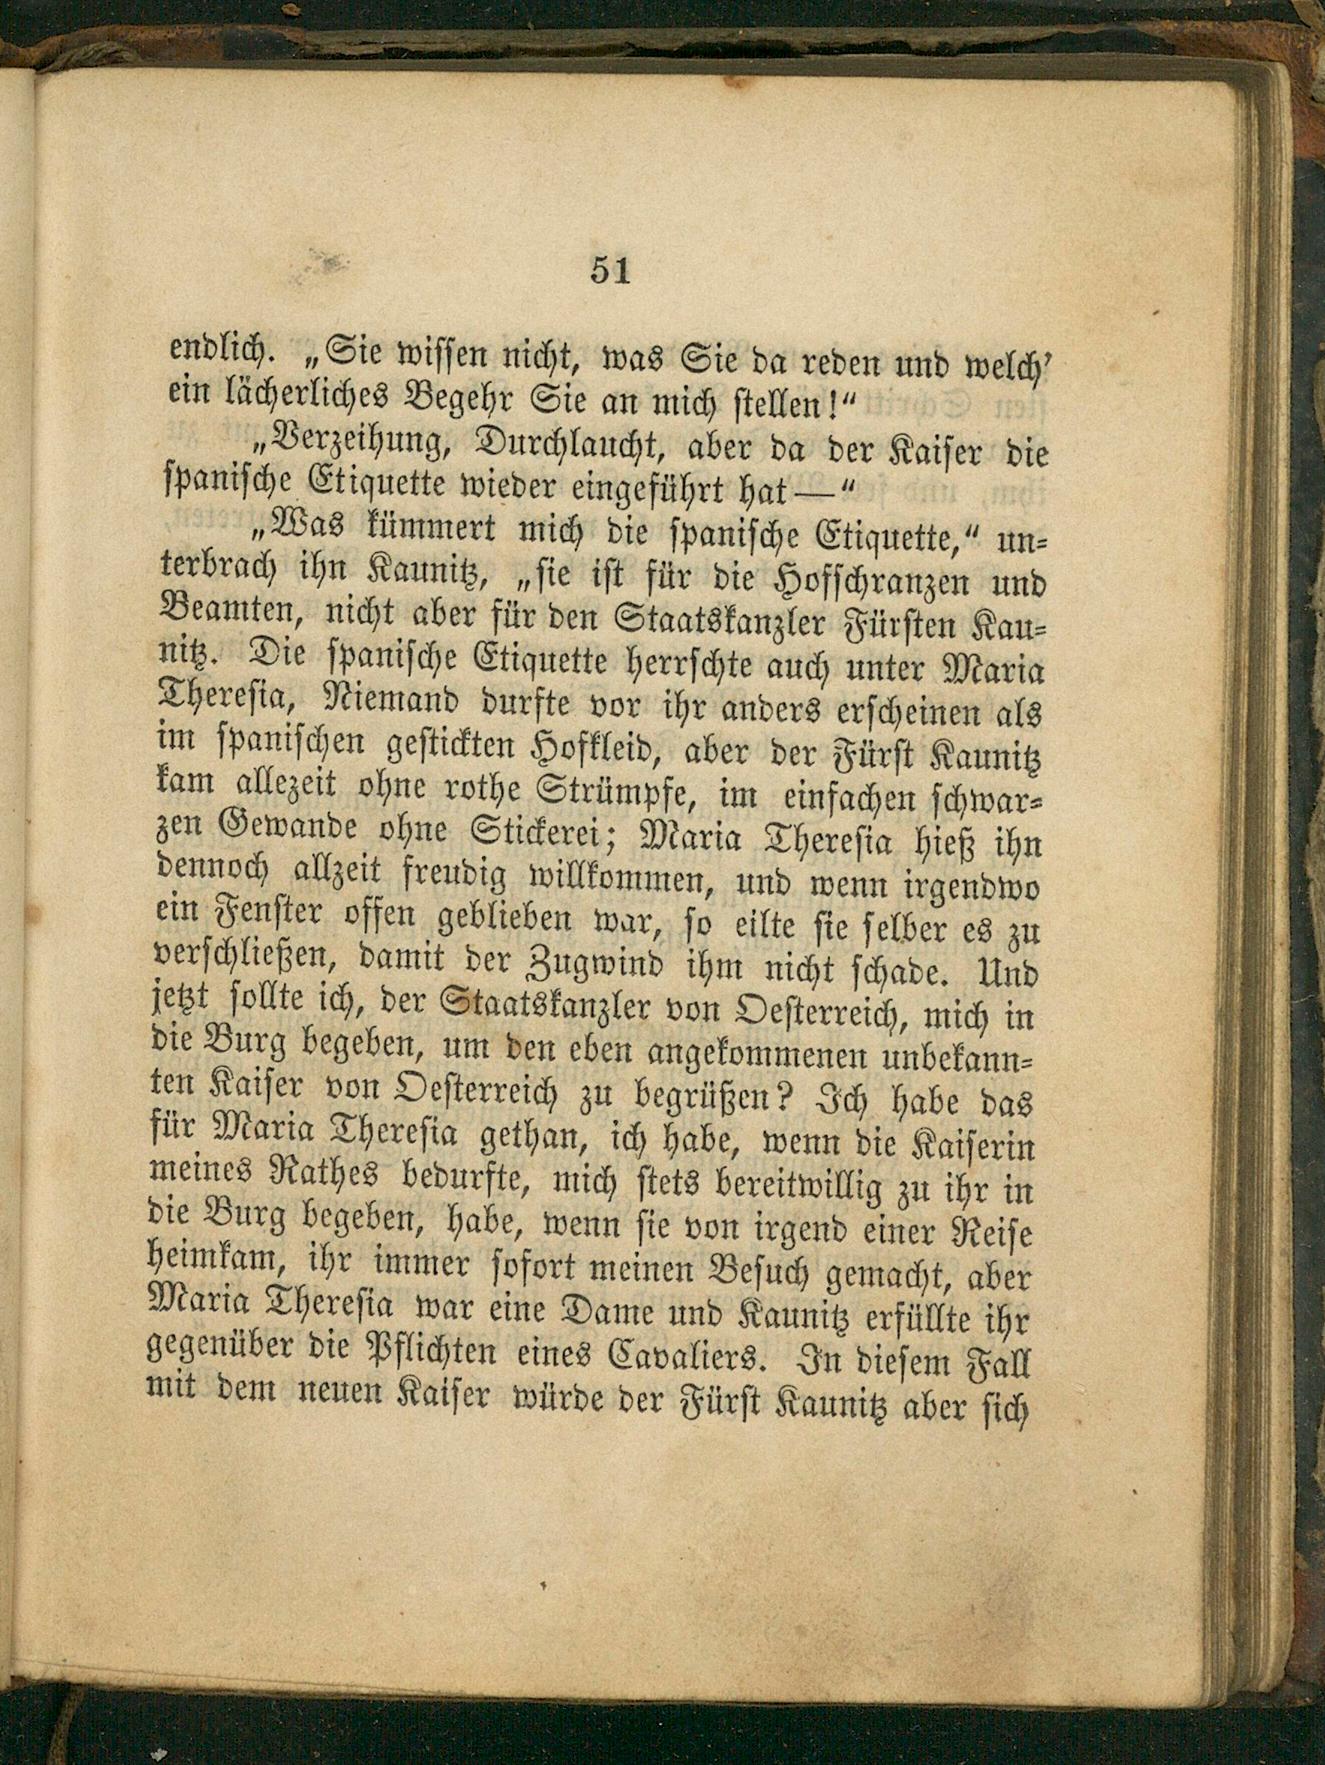 51
endlich. „Sie wissen nicht, was Sie da reden und welch'
ein lächerliches Begehr Sie an mich stellen!“
„Verzeihung, Durchlaucht, aber da der Kaiser die
spanische Etiquette wieder eingeführt hat—“
„Was kümmert mich die spanische Etiquette,“ un-
terbrach ihn Kaunitz, „sie ist für die Hofschranzen und
Beamten, nicht aber für den Staatskanzler Fürsten Kau-
nitz. Die spanische Etiquette herrschte auch unter Maria
Theresia, Niemand durfte vor ihr anders erscheinen als
im spanischen gestickten Hofkleid, aber der Fürst Kaunitz
kam allezeit ohne rothe Strümpfe, im einfachen schwar-
zen Gewande ohne Stickerei; Maria Theresia hieß ihn
dennoch allzeit freudig willkommen, und wenn irgendwo
ein Fenster offen geblieben war, so eilte sie selber es zu
verschließen, damit der Zugwind ihm nicht schade. Und
jetzt sollte ich, der Staatskanzler von Oesterreich, mich in
die Burg begeben, um den eben angekommenen unbekann-
ten Kaiser von Oesterreich zu begrüßen? Ich habe das
für Maria Theresia gethan, ich habe, wenn die Kaiserin
meines Rathes bedurfte, mich stets bereitwillig zu ihr in
die Burg begeben, habe, wenn sie von irgend einer Reise
heimkam, ihr immer sofort meinen Besuch gemacht, aber
Maria Theresia war eine Dame und Kaunitz erfüllte ihr
gegenüber die Pflichten eines Cavaliers. In diesem Fall
mit dem neuen Kaiser würde der Fürst Kaunitz aber sich